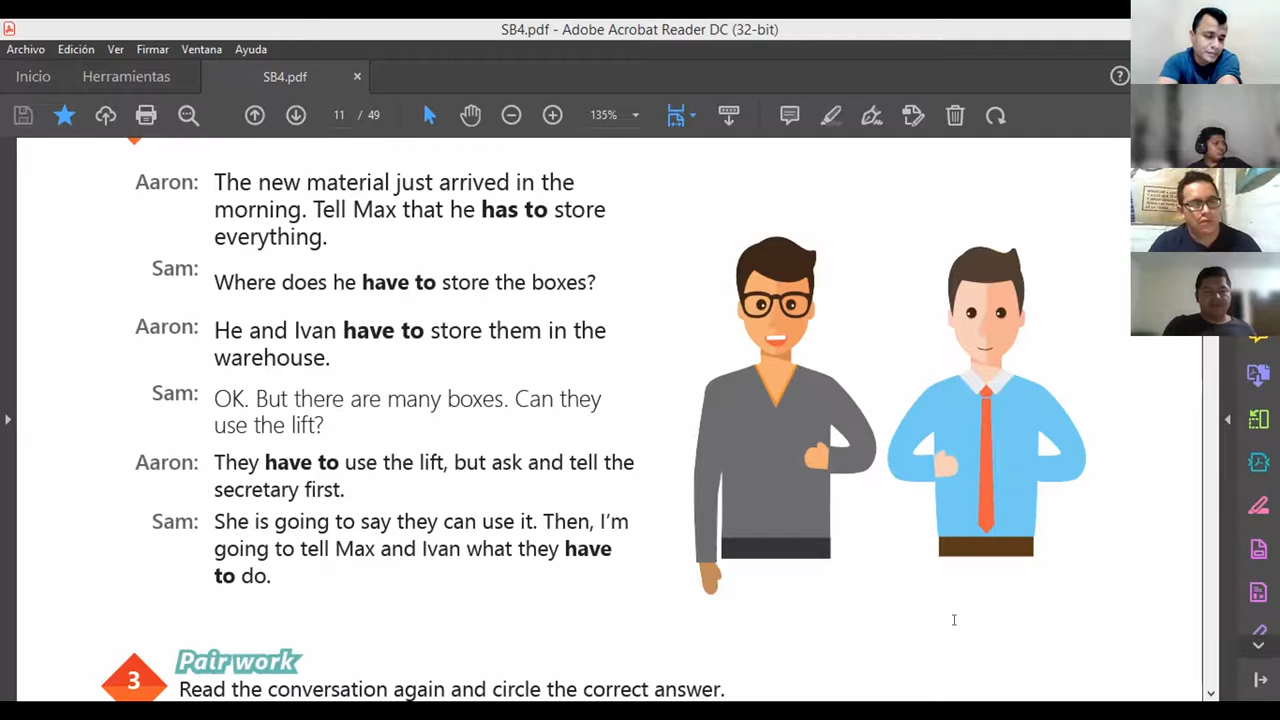 SB4.pdf - Adobe Acrobat Reader DC (32-bit)
Archivo Edición Ver Firmar Ventana Ayuda
Inicio Herramientas SB4.pdf ×
11 / 49 135%
Aaron: The new material just arrived in the
morning. Tell Max that he has to store
everything.
Sam: Where does he have to store the boxes?
Aaron: He and Ivan have to store them in the
warehouse.
Sam: OK. But there are many boxes. Can they
use the lift?
Aaron: They have to use the lift, but ask and tell the
secretary first.
Sam: She is going to say they can use it. Then, I'm
going to tell Max and Ivan what they have
to do.
Pair work
3 Read the conversation again and circle the correct answer.